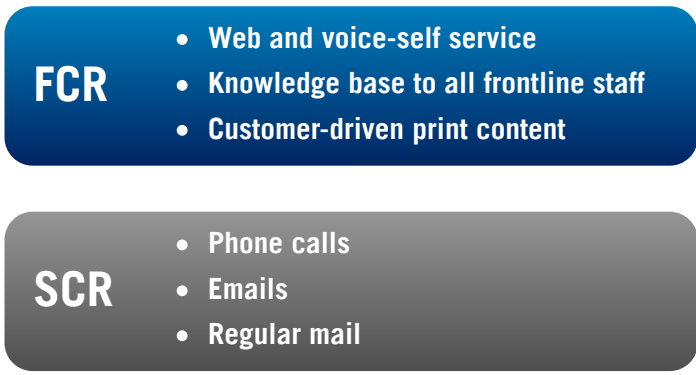 FCR
• Web and voice-self service
• Knowledge base to all frontline staff
• Customer-driven print content
SCR
• Phone calls
• Emails
• Regular mail